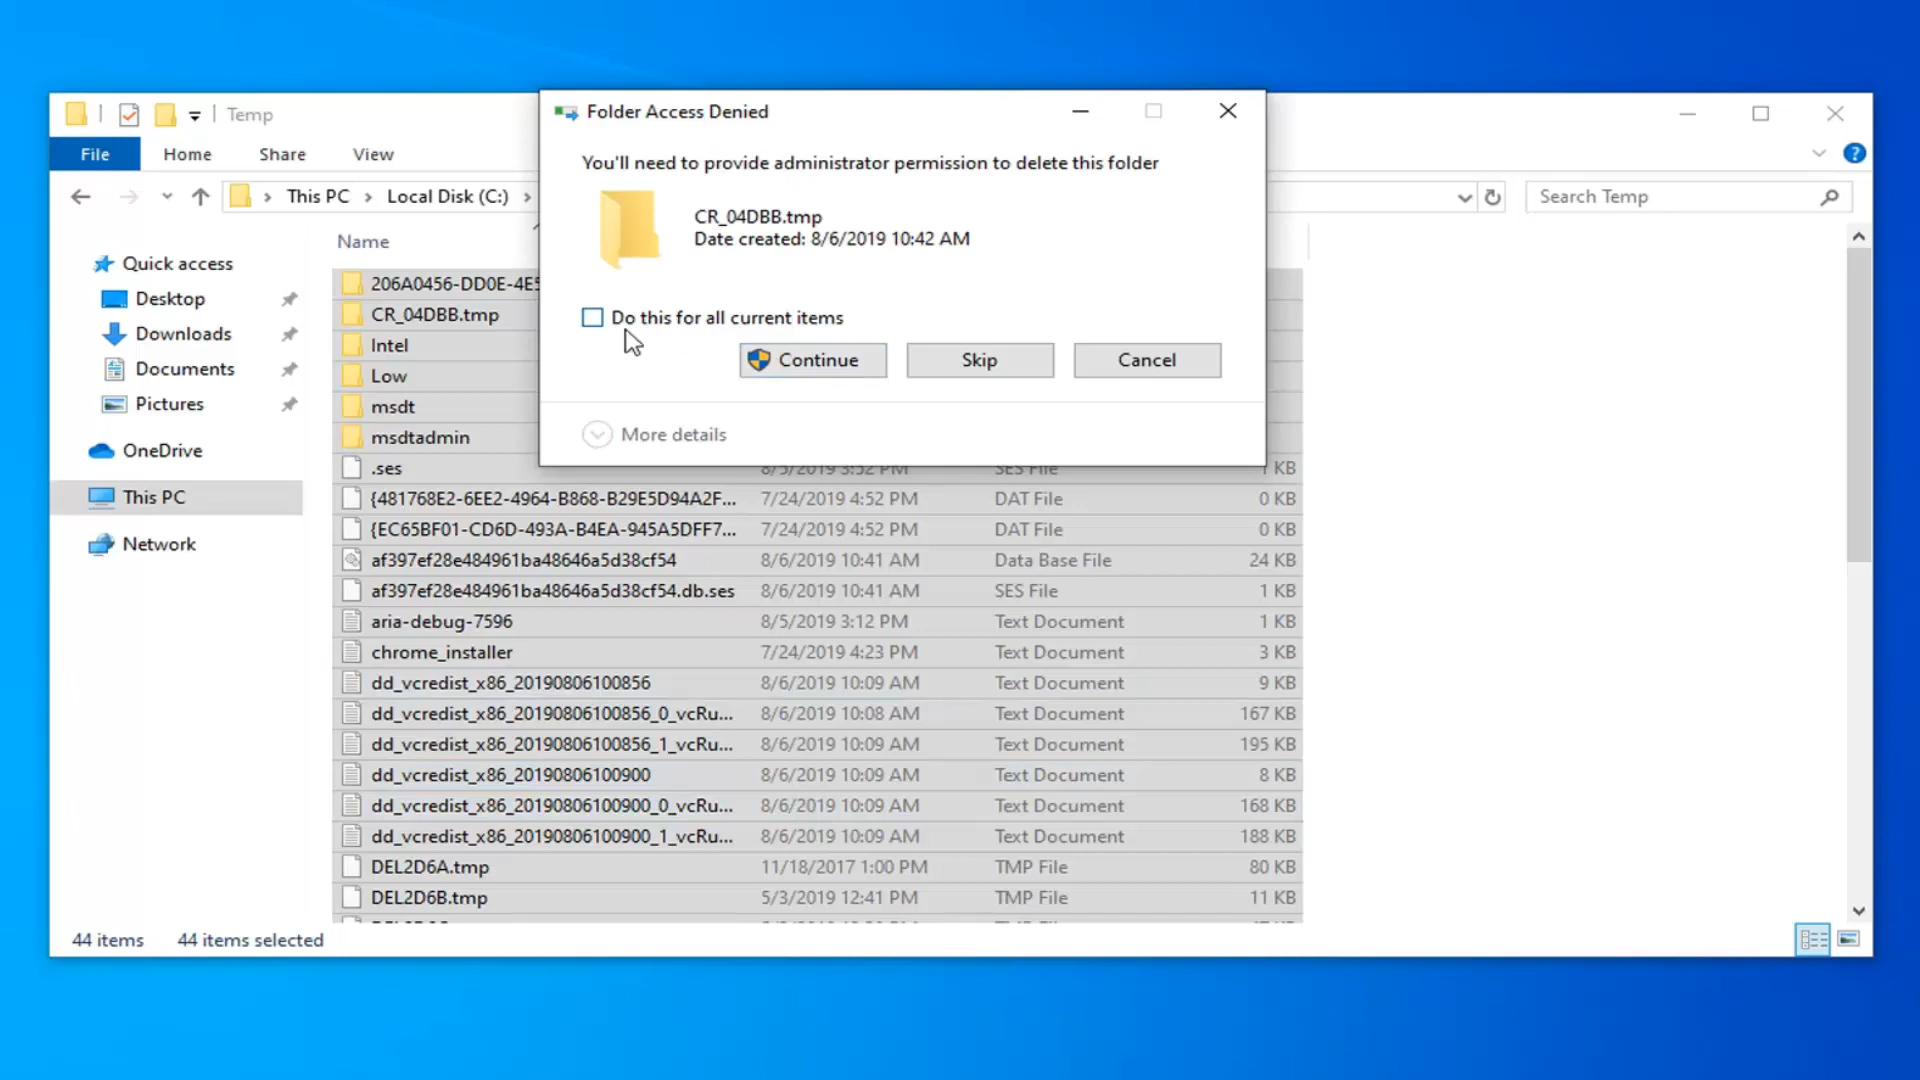 Temp
File Home Share View
This PC Local Disk (C:)
Search Temp
Folder Access Denied
You'll need to provide administrator permission to delete this folder
CR_04DBB.tmp
Date created: 8/6/2019 10:42 AM
Do this for all current items
Continue Skip Cancel
More details
Quick access
Desktop
Downloads
Documents
Pictures
OneDrive
This PC
Network
Name
206A0456-DD0E-4E5
CR_04DBB.tmp
Intel
Low
msdt
msdtadmin
.ses 8/5/2019 3:52 PM SES File 1 KB
{481768E2-6EE2-4964-B868-B29E5D94A2F... 7/24/2019 4:52 PM DAT File 0 KB
{EC65BF01-CD6D-493A-B4EA-945A5DFF7... 7/24/2019 4:52 PM DAT File 0 KB
af397ef28e484961ba48646a5d38cf54 8/6/2019 10:41 AM Data Base File 24 KB
af397ef28e484961ba48646a5d38cf54.db.ses 8/6/2019 10:41 AM SES File 1 KB
aria-debug-7596 8/5/2019 3:12 PM Text Document 1 KB
chrome_installer 7/24/2019 4:23 PM Text Document 3 KB
dd_vcredist_x86_20190806100856 8/6/2019 10:09 AM Text Document 9 KB
dd_vcredist_x86_20190806100856_0_vcRu... 8/6/2019 10:08 AM Text Document 167 KB
dd_vcredist_x86_20190806100856_1_vcRu... 8/6/2019 10:09 AM Text Document 195 KB
dd_vcredist_x86_20190806100900 8/6/2019 10:09 AM Text Document 8 KB
dd_vcredist_x86_20190806100900_0_vcRu... 8/6/2019 10:09 AM Text Document 168 KB
dd_vcredist_x86_20190806100900_1_vcRu... 8/6/2019 10:09 AM Text Document 188 KB
DEL2D6A.tmp 11/18/2017 1:00 PM TMP File 80 KB
DEL2D6B.tmp 5/3/2019 12:41 PM TMP File 11 KB
44 items 44 items selected